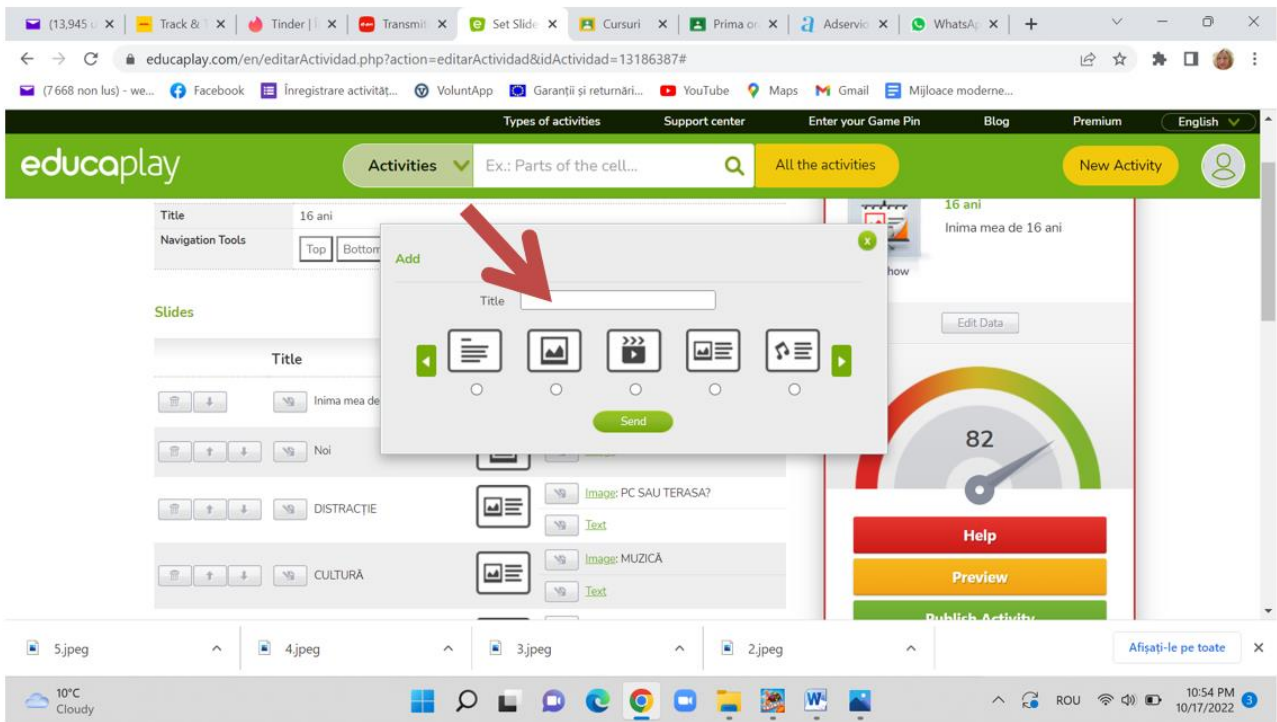 (13,945 u
Track & T
Tinder |
Transmit
Set Slide
Cursuri
Prima or
Adservio
WhatsAp
educaplay.com/en/editarActividad.php?action=editarActividad&idActividad=13186387#
(7 668 non lus) - we...
Facebook
Înregistrare activităț...
VoluntApp
Garanții și returnări...
YouTube
Maps
Gmail
Mijloace moderne...
Types of activities
Support center
Enter your Game Pin
Blog
Premium
English
educaplay
Activities
Ex.: Parts of the cell...
All the activities
New Activity
Title
16 ani
Navigation Tools
Top
Bottom
16 ani
Inima mea de 16 ani
how
Edit Data
Add
x
Title
Send
Slides
Title
Inima mea de
Noi
DISTRACȚIE
Image: PC SAU TERASA?
Text
CULTURĂ
Image: MUZICĂ
Text
82
Help
Preview
Publish Activity
5.jpeg
4.jpeg
3.jpeg
2.jpeg
Afișați-le pe toate
10°C
Cloudy
ROU
10:54 PM
10/17/2022
3